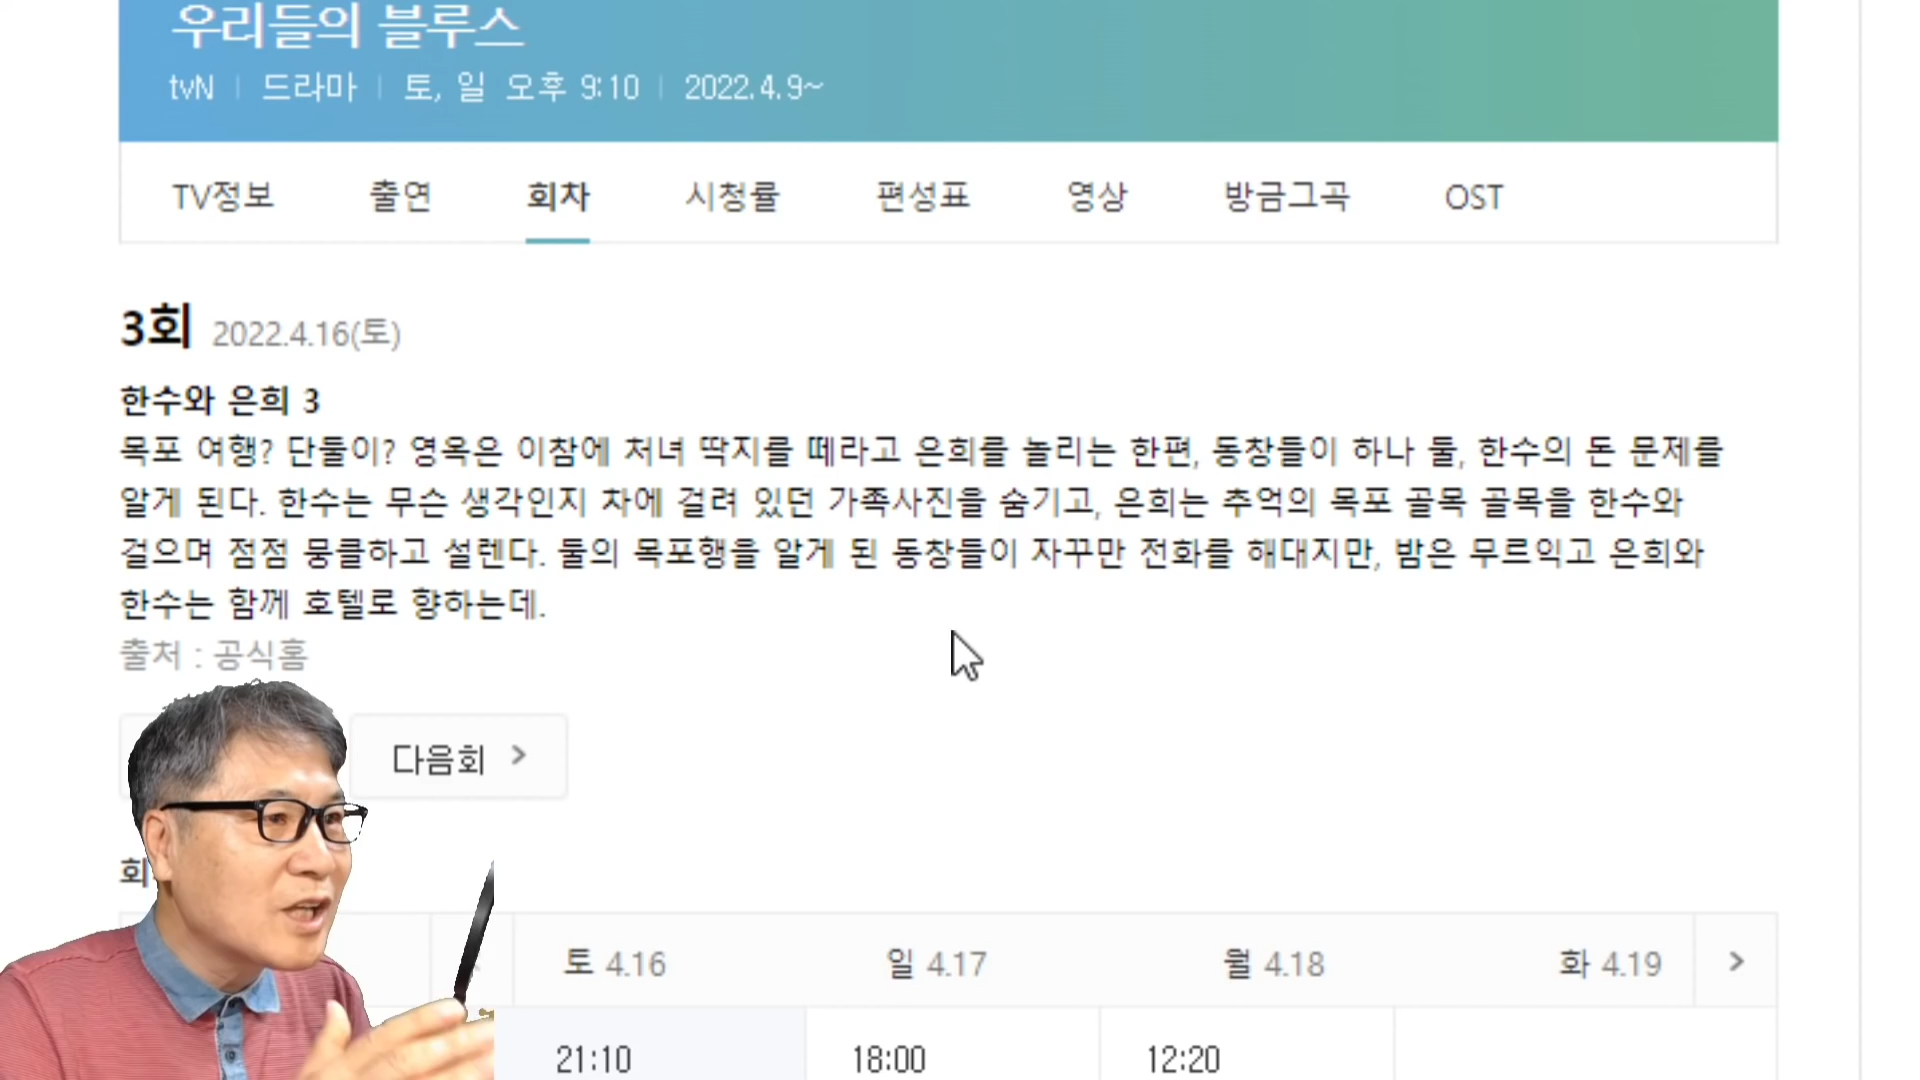 우리들의 블루스
tvN 드라마 토, 일 오후 9:10 2022.4.9~
TV정보 출연 회차 시청률 편성표 영상 방금그곡 OST
3회 2022.4.16(토)
한수와 은희 3
목포 여행? 단둘이? 영옥은 이참에 처녀 딱지를 떼라고 은희를 놀리는 한편, 동창들이 하나 둘, 한수의 돈 문제를
알게 된다. 한수는 무슨 생각인지 차에 걸려 있던 가족사진을 숨기고, 은희는 추억의 목포 골목 골목을 한수와
걸으며 점점 뭉클하고 설렌다. 둘의 목포행을 알게 된 동창들이 자꾸만 전화를 해대지만, 밤은 무르익고 은희와
한수는 함께 호텔로 향하는데.
출처 : 공식홈
다음회 >
회
토 4.16 일 4.17 월 4.18 화 4.19 >
21:10 18:00 12:20